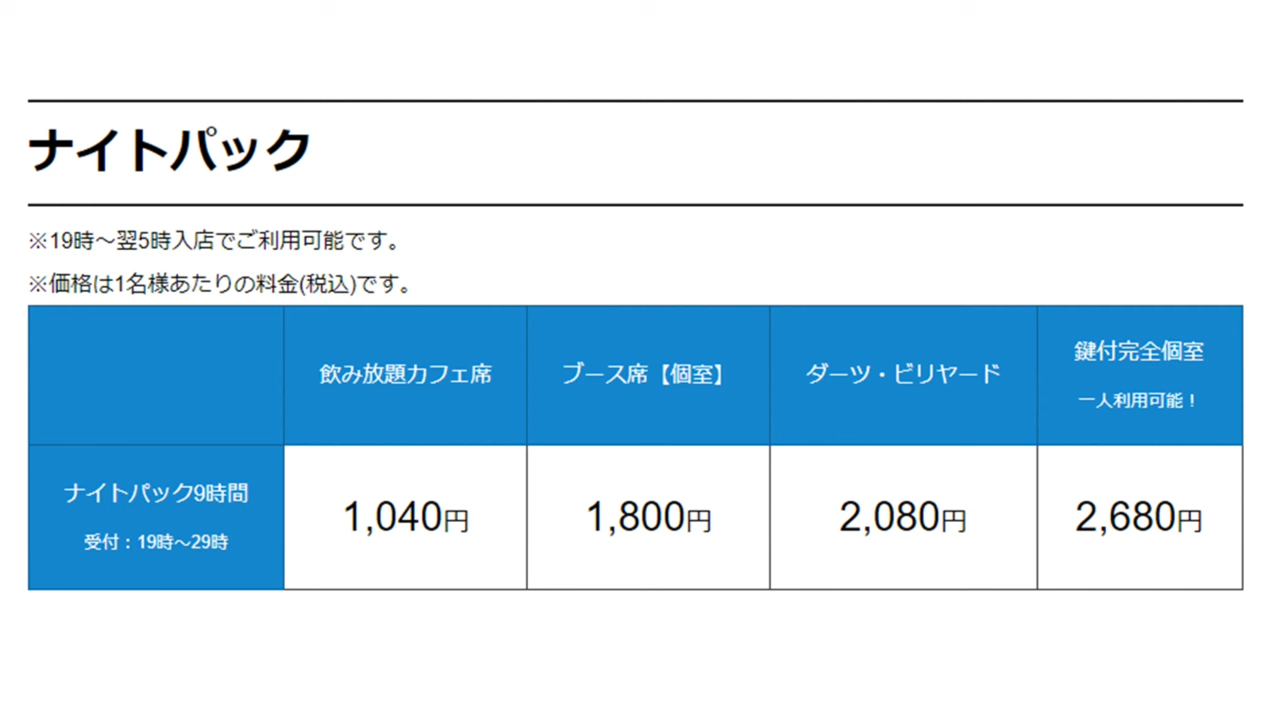 ナイトパック
※19時～翌5時入店でご利用可能です。
※価格は1名様あたりの料金(税込)です。
飲み放題カフェ席
ブース席【個室】
ダーツ・ビリヤード
鍵付完全個室
一人利用可能！
ナイトパック9時間
受付：19時～29時
1,040円
1,800円
2,080円
2,680円